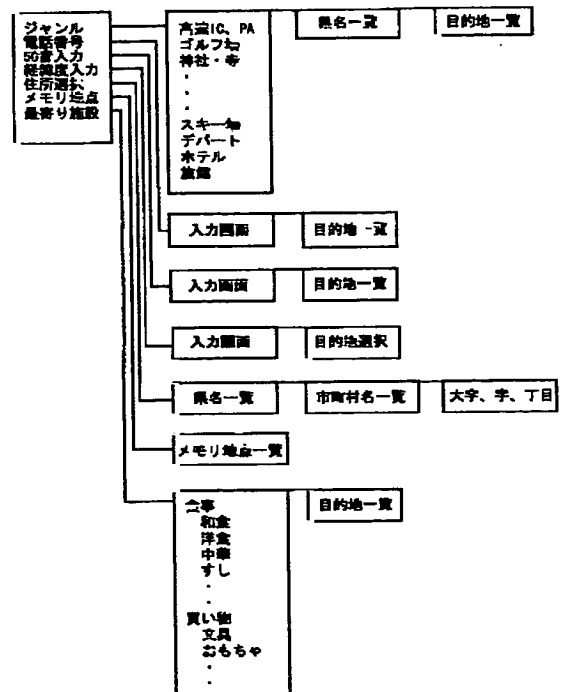 ジャンル
電話番号
50音入力
経緯度入力
住所選択
メモリ地点
最寄り施設
高速IC、PA
ゴルフ場
神社・寺
・
・
・
スキー場
デパート
ホテル
旅館
県名一覧
目的地一覧
入力画面
目的地一覧
入力画面
目的地一覧
入力画面
目的地選択
県名一覧
市町村名一覧
大字、字、丁目
メモリ地点一覧
食事
和食
洋食
中華
すし
・
・
買い物
文具
おもちゃ
・
・
目的地一覧